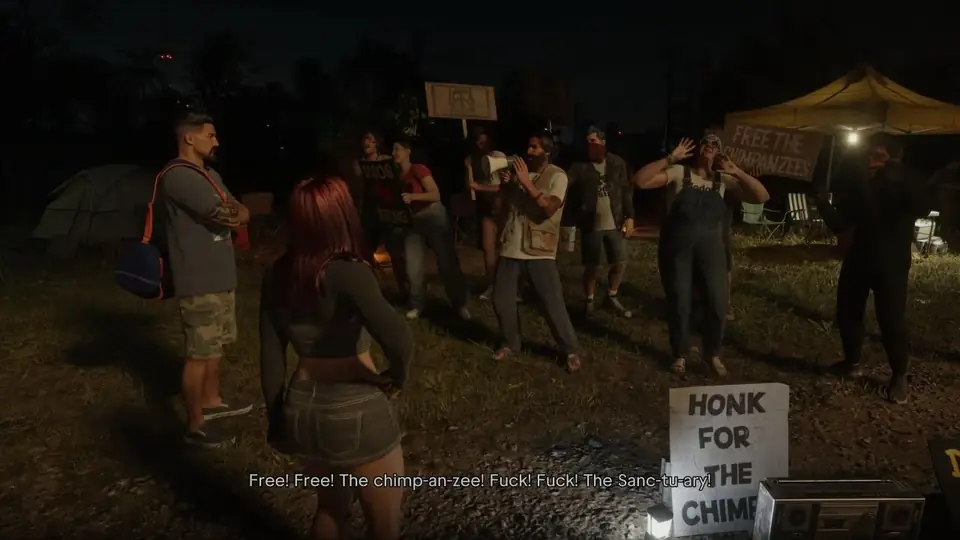 FREE THE
CHIMPANZEES
HONK
FOR
THE
CHIMP
Free! Free! The chimp-an-zee! Fuck! Fuck! The Sanc-tu-ary!